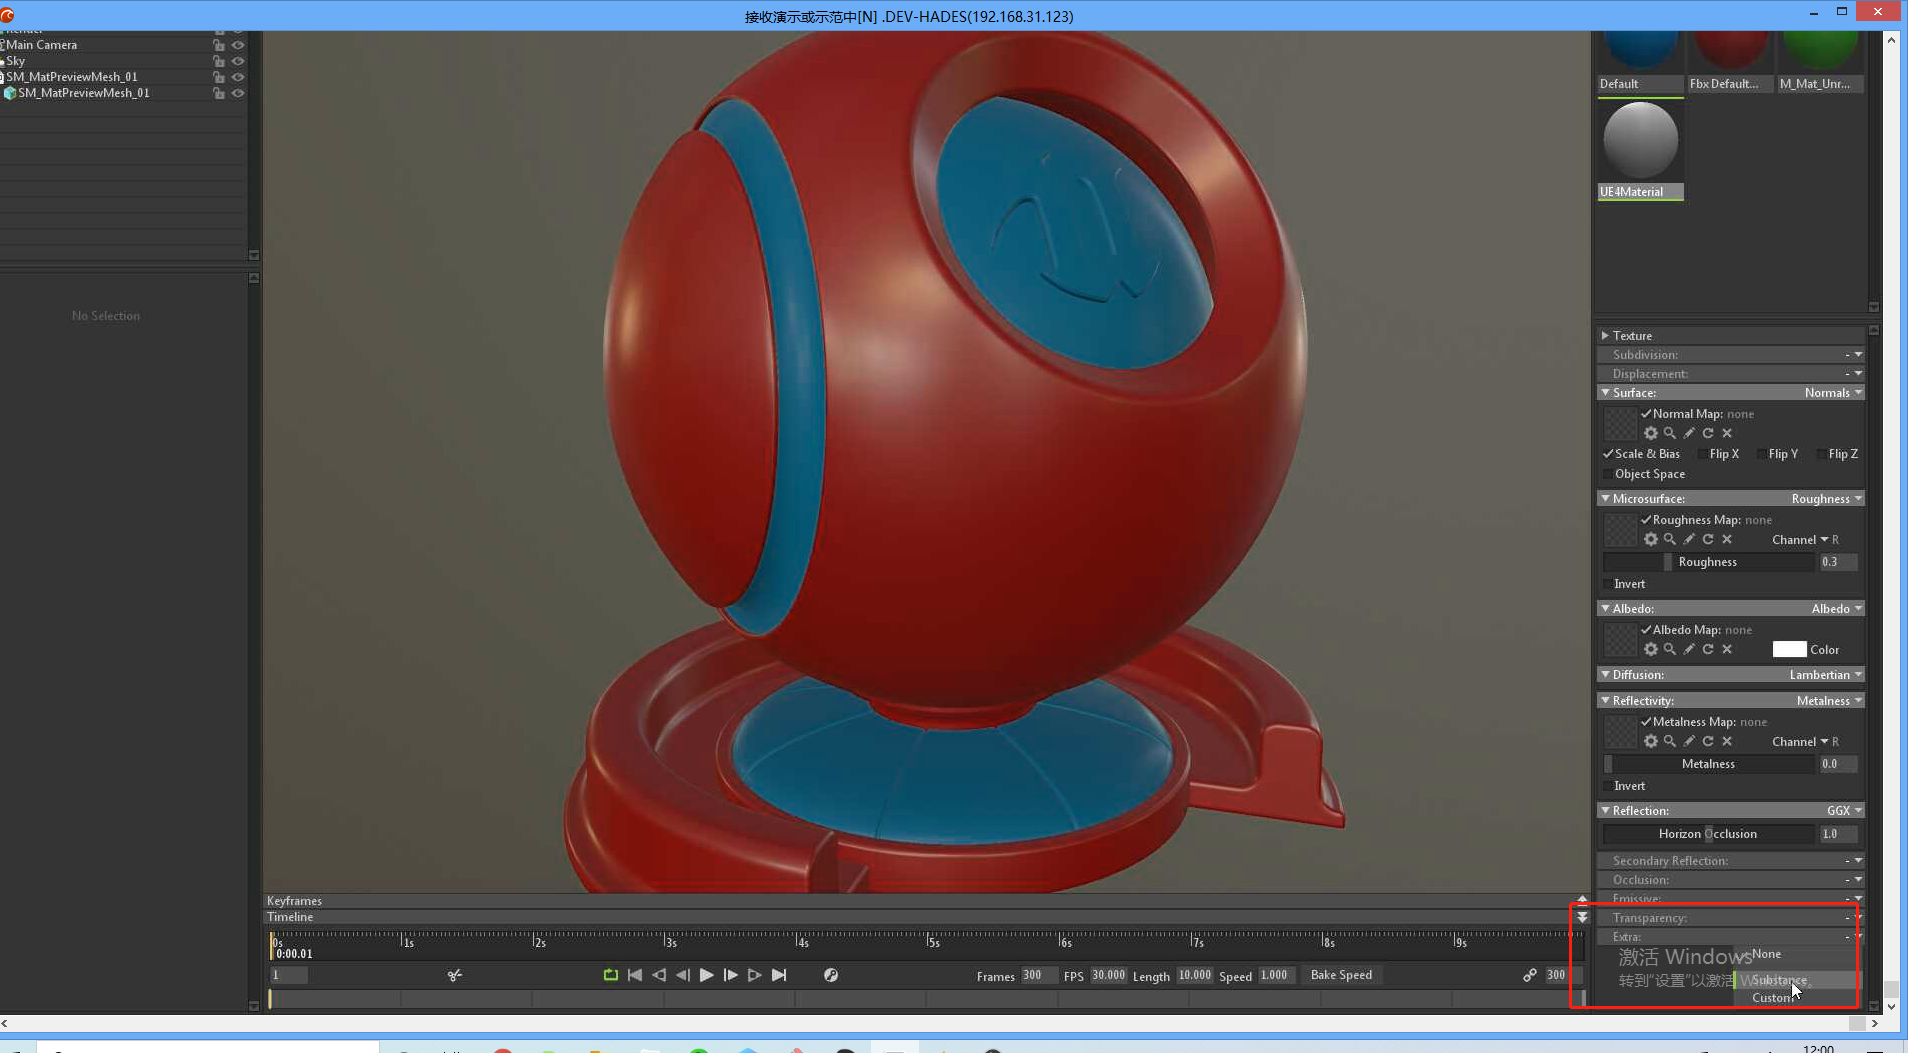 接收演示或示范中[N] .DEV-HADES(192.168.31.123)
Render
Main Camera
Sky
SM_MatPreviewMesh_01
SM_MatPreviewMesh_01
No Selection
Default
Fbx Default...
M_Mat_Unr...
UE4Material
Texture
Subdivision: -
Displacement: -
Surface: Normals
Normal Map: none
Scale & Bias Flip X Flip Y Flip Z
Object Space
Microsurface: Roughness
Roughness Map: none
Channel R
Roughness 0.3
Invert
Albedo: Albedo
Albedo Map: none
Color
Diffusion: Lambertian
Reflectivity: Metalness
Metalness Map: none
Channel R
Metalness 0.0
Invert
Reflection: GGX
Horizon Occlusion 1.0
Secondary Reflection: -
Occlusion: -
Emissive: -
Transparency: -
Extra: -
None
Substance
Custom
激活 Windows
转到"设置"以激活 Windows。
Keyframes
Timeline
0s 1s 2s 3s 4s 5s 6s 7s 8s 9s
0:00.01
1
Frames 300 FPS 30.000 Length 10.000 Speed 1.000 Bake Speed 300
12:00